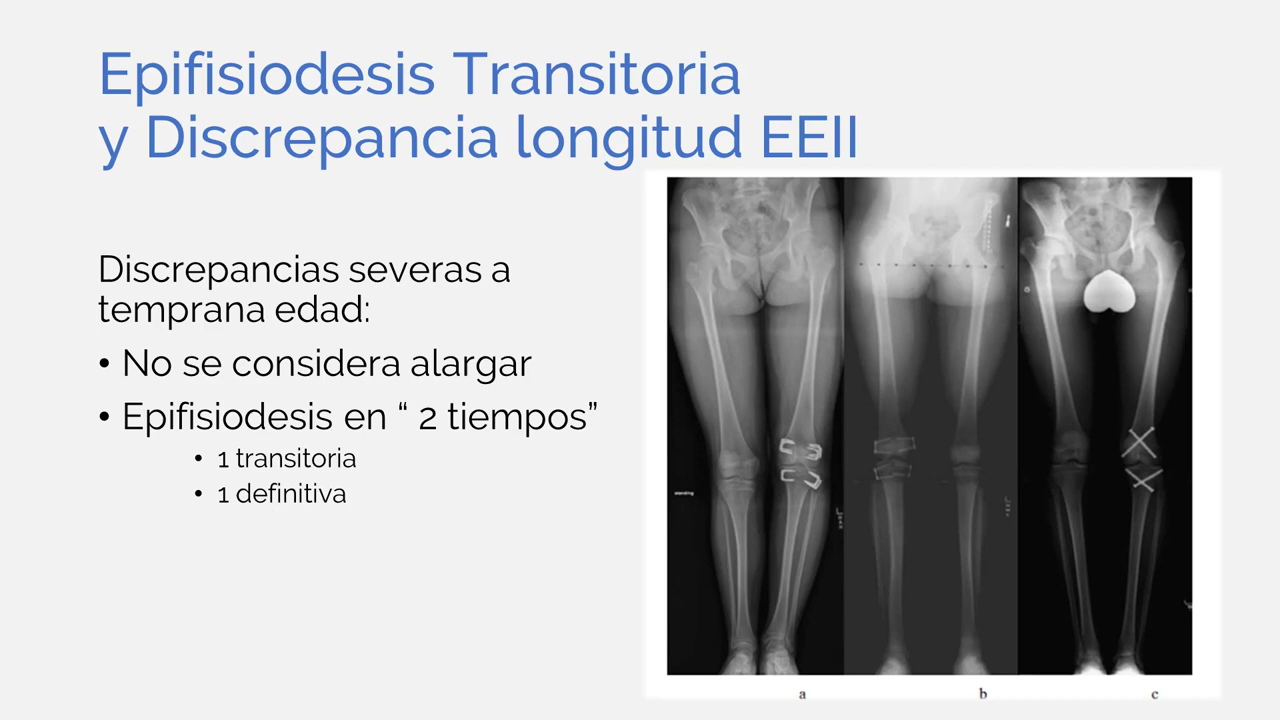 Epifisiodesis Transitoria
y Discrepancia longitud EEII
Discrepancias severas a
temprana edad:
• No se considera alargar
• Epifisiodesis en “ 2 tiempos”
• 1 transitoria
• 1 definitiva
standing
a
b
c